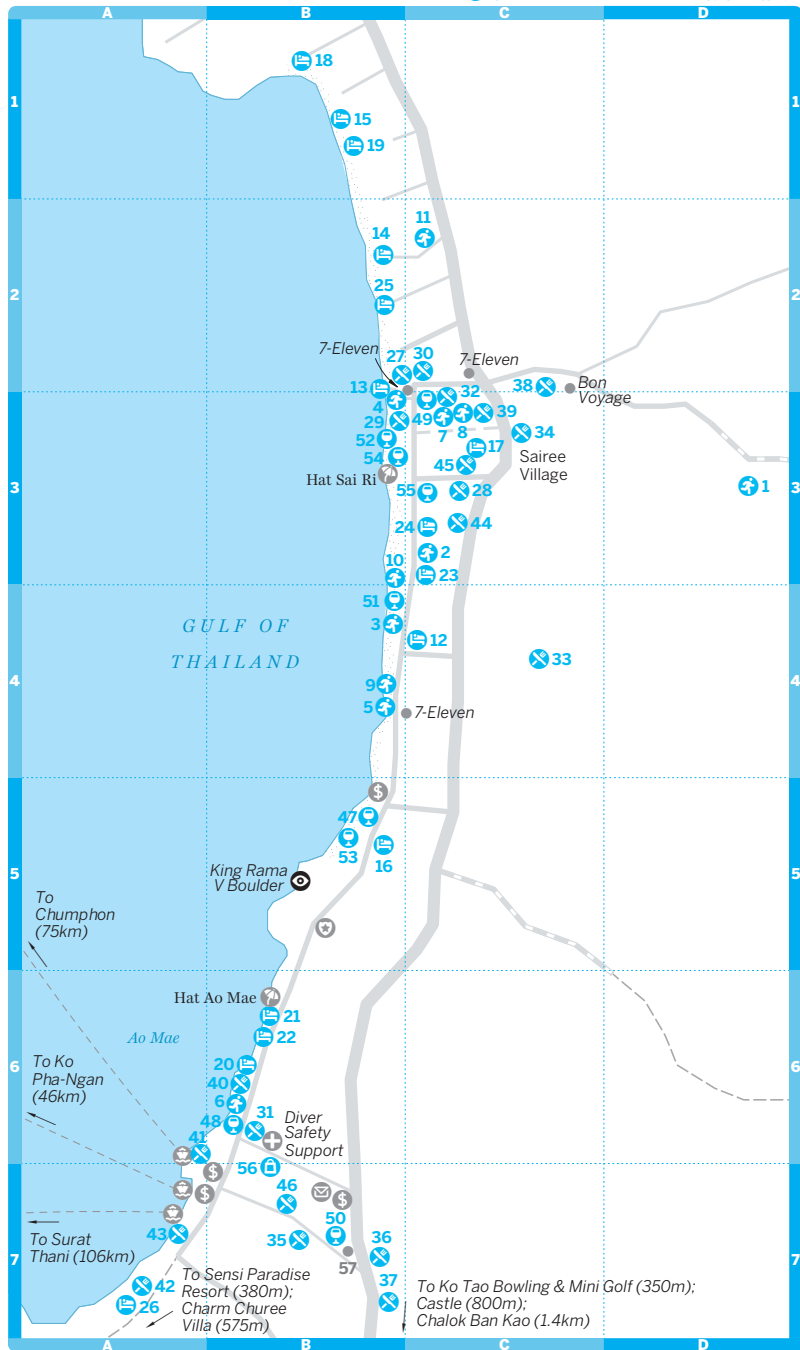 A B C D
1 1
18
15
19
11
14
2 2
25
7-Eleven
27 30
7-Eleven
38
Bon
Voyage
13
32
4
49
39
29
7 8
34
52
17
54
45
Sairee
Village
Hat Sai Ri
3 3
1
55
28
24
44
2
10
23
51
3
12
GULF OF
THAILAND
33
4 4
9
5
7-Eleven
$
47
53
16
King Rama
V Boulder
5 5
To
Chumphon
(75km)
Hat Ao Mae
21
Ao Mae
22
6 6
To Ko
Pha-Ngan
(46km)
20
40
6
48
31
Diver
Safety
Support
41
56
$
$
46
$
50
43
35
36
57
7 7
To Surat
Thani (106km)
42
26
To Sensi Paradise
Resort (380m);
Charm Churee
Villa (575m)
37
To Ko Tao Bowling & Mini Golf (350m);
Castle (800m);
Chalok Ban Kao (1.4km)
A B C D